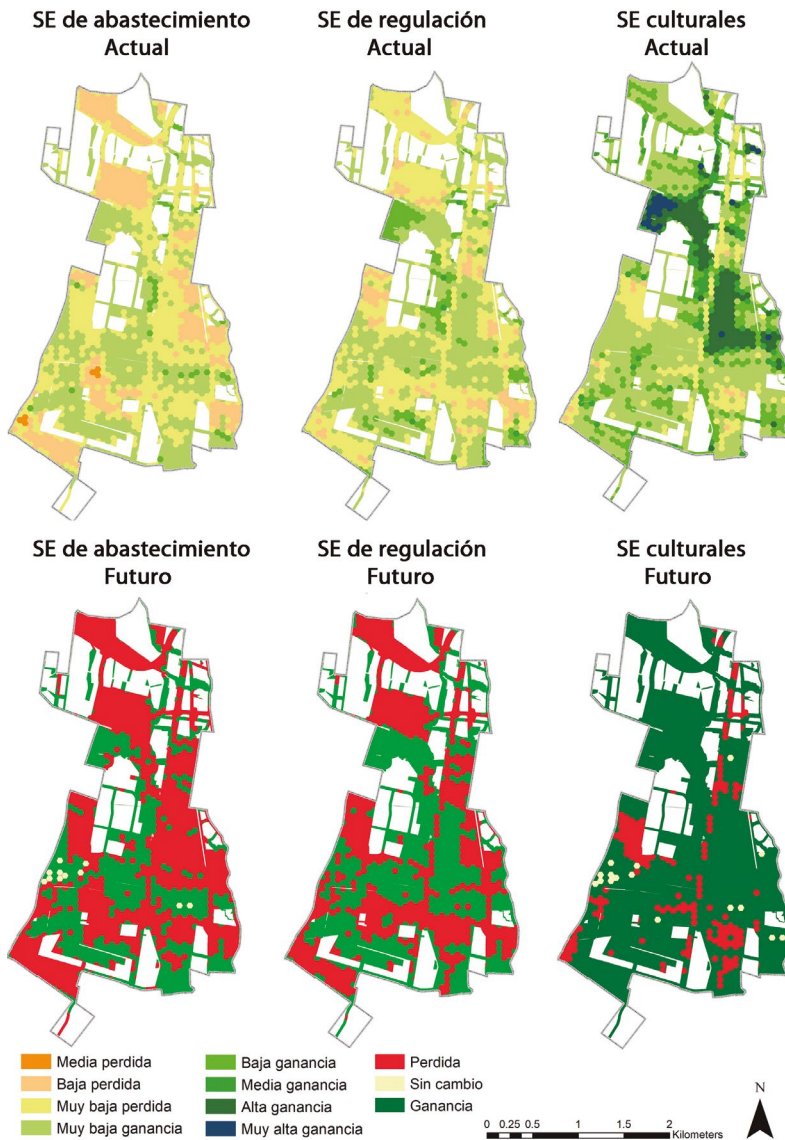 SE de abastecimiento
Actual
SE de regulación
Actual
SE culturales
Actual
SE de abastecimiento
Futuro
SE de regulación
Futuro
SE culturales
Futuro
Media perdida
Baja perdida
Muy baja perdida
Muy baja ganancia
Baja ganancia
Media ganancia
Alta ganancia
Muy alta ganancia
Perdida
Sin cambio
Ganancia
0 0.25 0.5 1 1.5 2
Kilometers
N